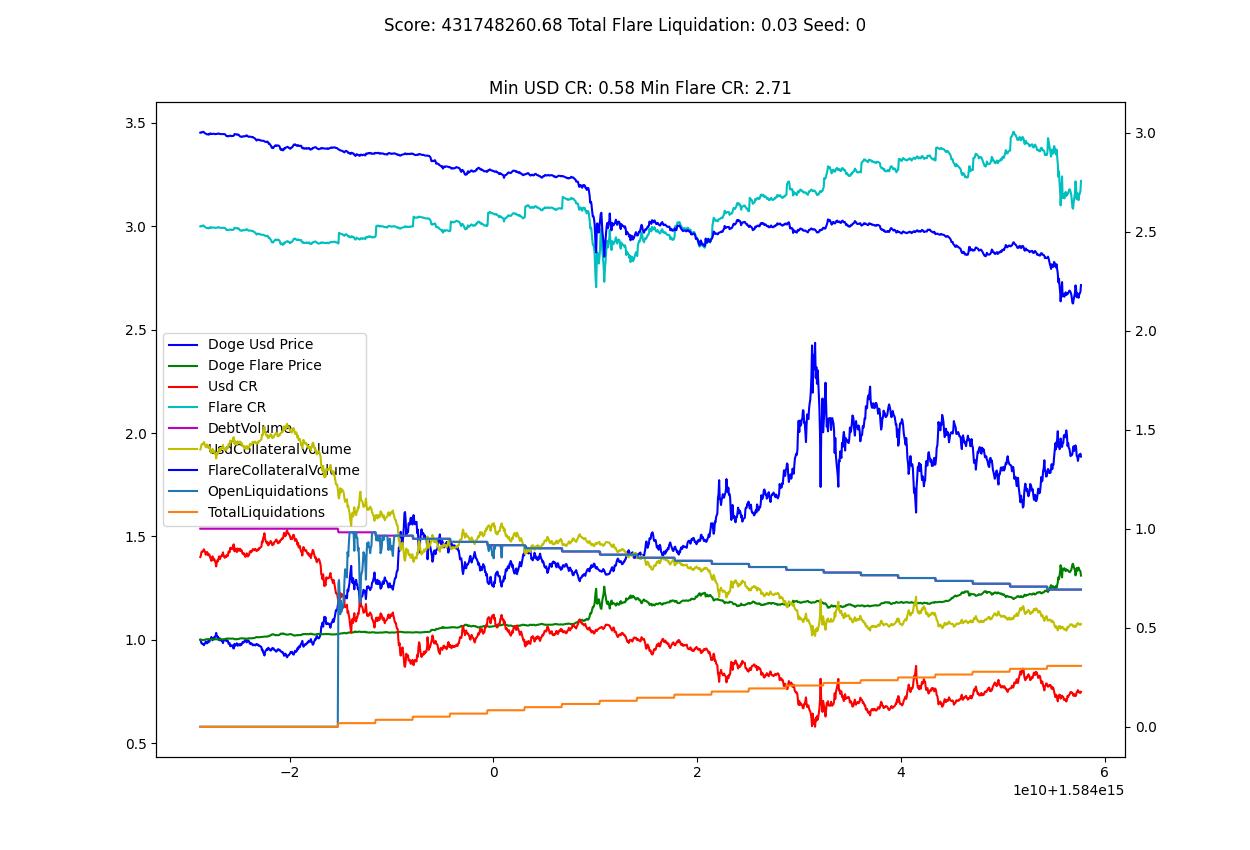 Score: 431748260.68 Total Flare Liquidation: 0.03 Seed: 0
Min USD CR: 0.58 Min Flare CR: 2.71
3.5
3.0
2.5
2.0
1.5
1.0
0.5
Doge Usd Price
Doge Flare Price
Usd CR
Flare CR
DebtVolume
UsdCollateralVolume
FlareCollateralVolume
OpenLiquidations
TotalLiquidations
3.0
2.5
2.0
1.5
1.0
0.5
0.0
−2 0 2 4 6
1e10+1.584e15